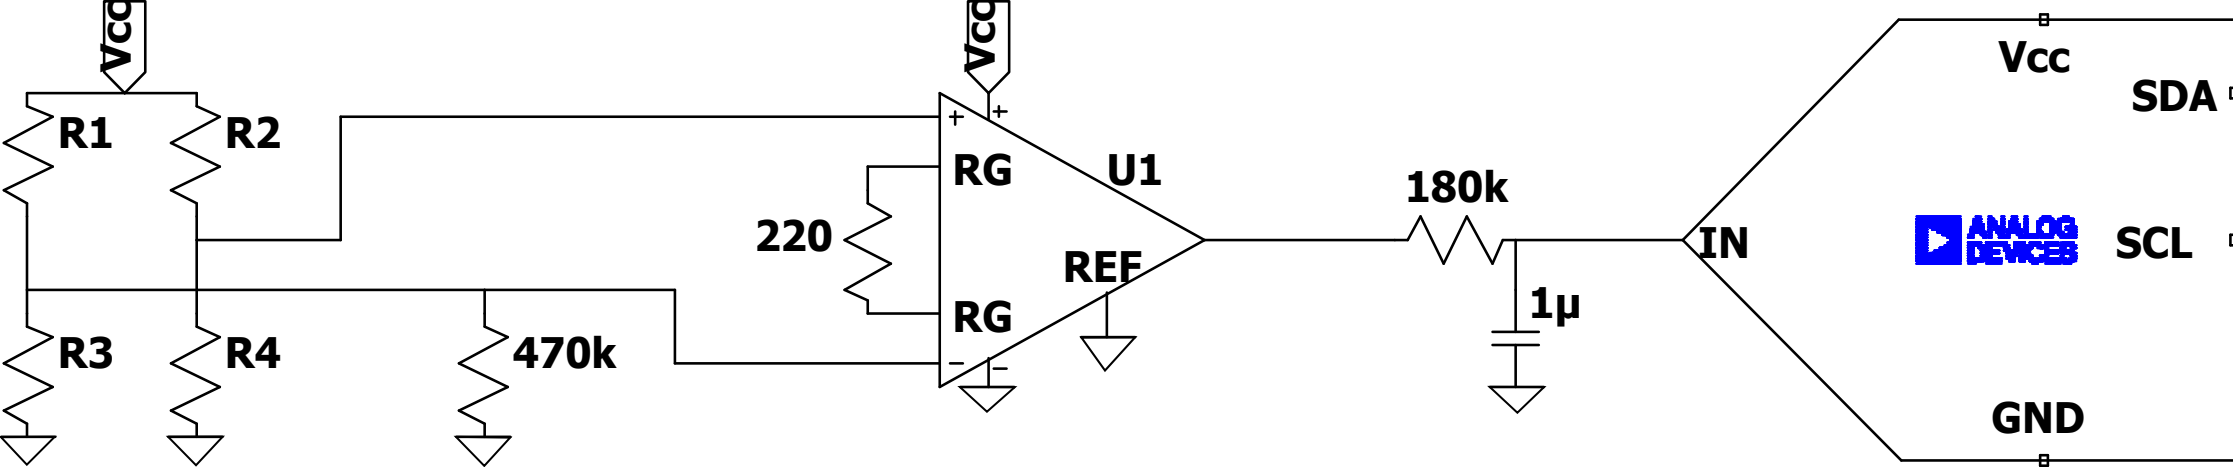 Vcc
Vcc
R1
R2
+
+
RG
U1
220
RG
REF
R3
R4
470k
−
−
180k
1µ
IN
Vcc
SDA
ANALOG
DEVICES
SCL
GND